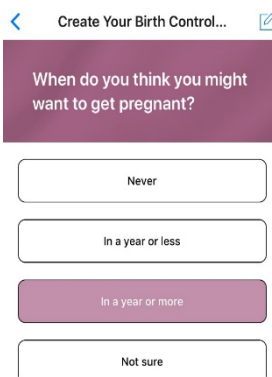 Create Your Birth Control...
When do you think you might
want to get pregnant?
Never
In a year or less
In a year or more
Not sure